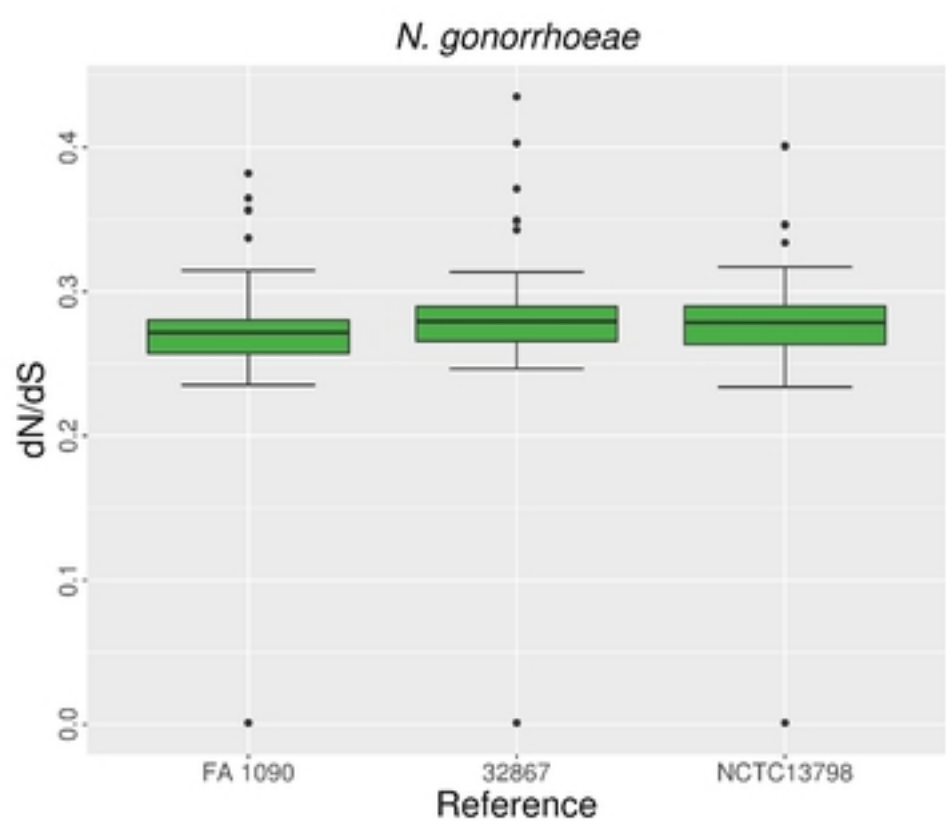 N. gonorrhoeae
0.4
0.3
0.2
0.1
0.0
dN/dS
FA 1090
32867
NCTC13798
Reference